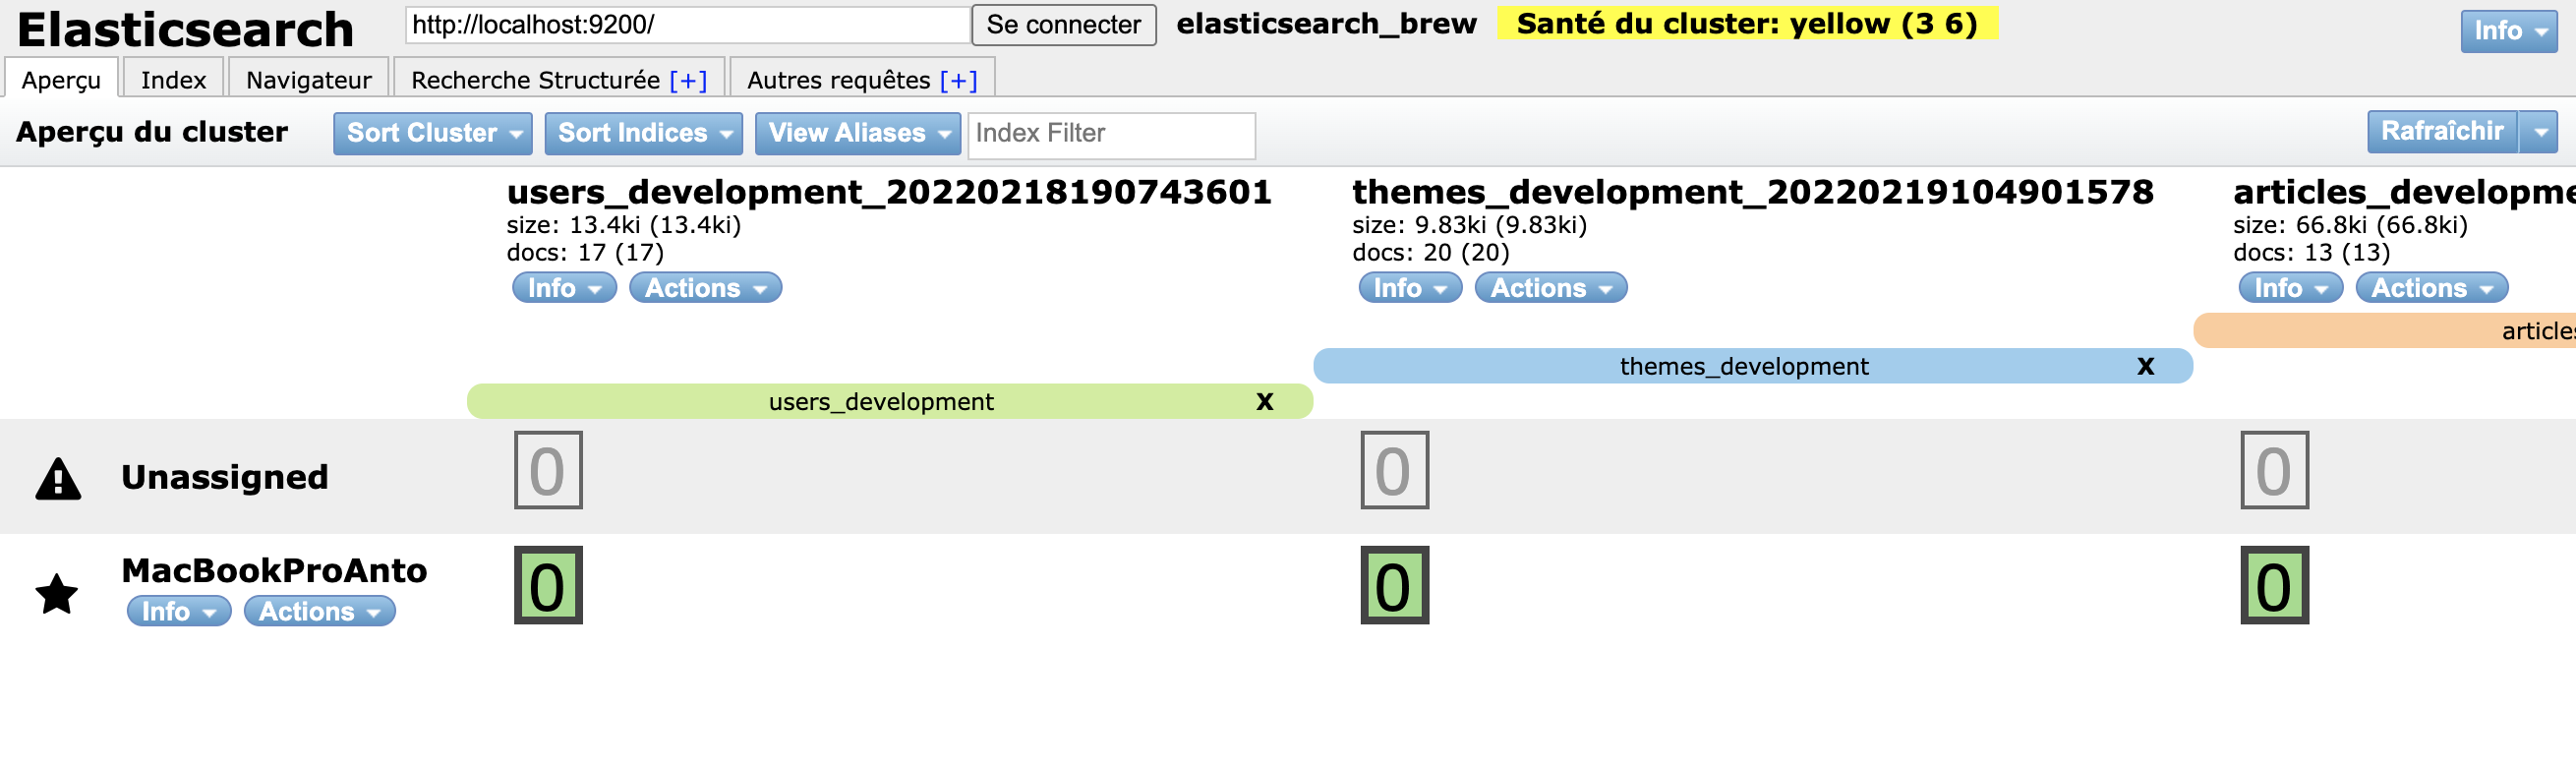 Elasticsearch http://localhost:9200/ Se connecter elasticsearch_brew Santé du cluster: yellow (3 6) Info
Aperçu Index Navigateur Recherche Structurée [+] Autres requêtes [+]
Aperçu du cluster Sort Cluster Sort Indices View Aliases Index Filter Rafraîchir
users_development_20220218190743601 themes_development_20220219104901578 articles_developme
size: 13.4ki (13.4ki) size: 9.83ki (9.83ki) size: 66.8ki (66.8ki)
docs: 17 (17) docs: 20 (20) docs: 13 (13)
Info Actions Info Actions Info Actions
articles
themes_development X
users_development X
Unassigned 0 0 0
MacBookProAnto 0 0 0
Info Actions